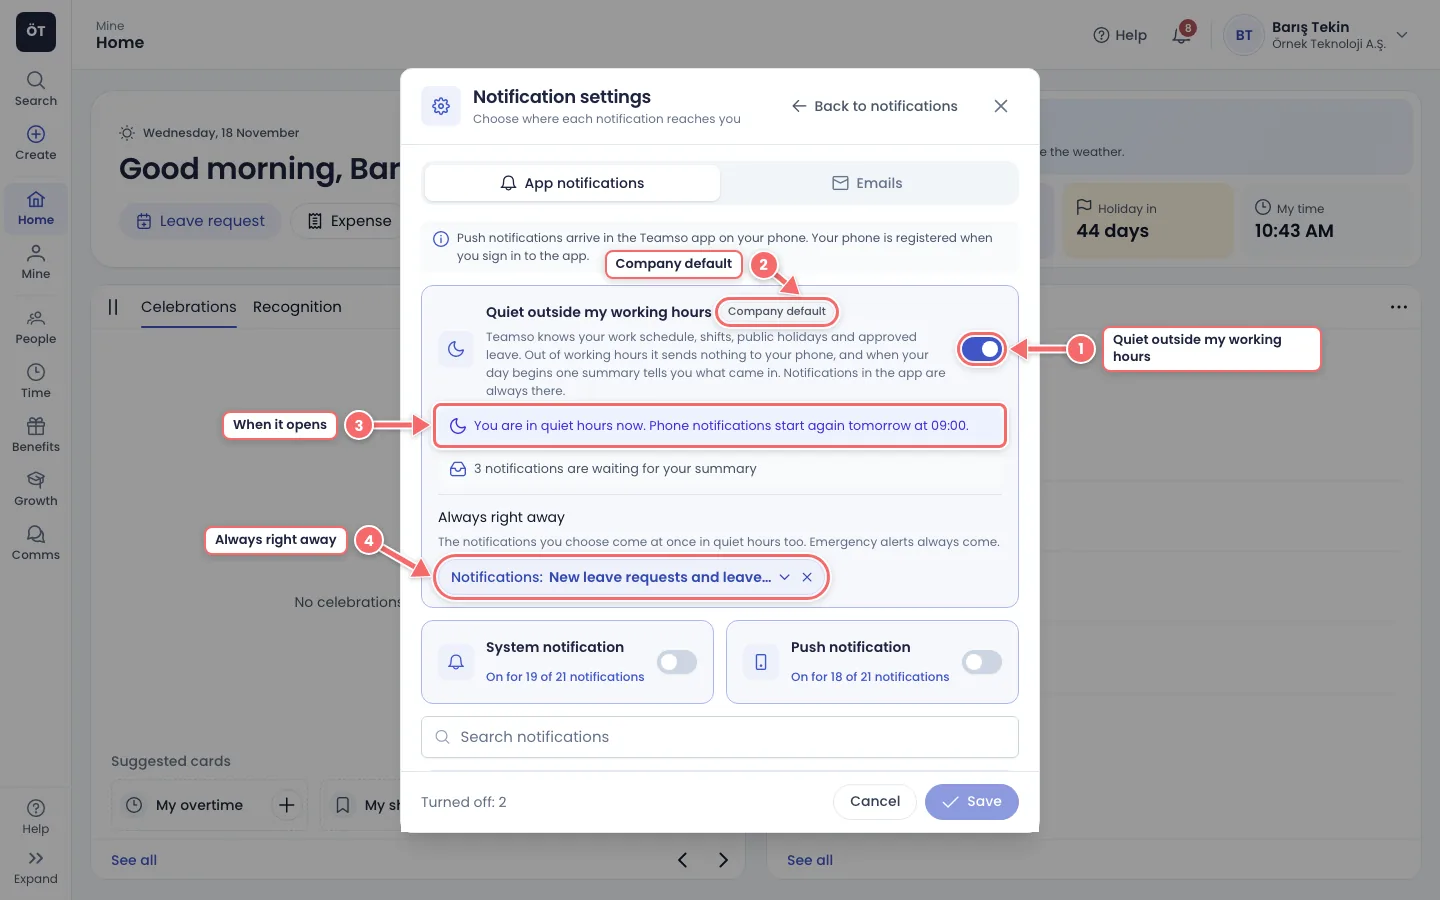 ÖT
Mine
Home
Help
8
BT
Barış Tekin
Örnek Teknoloji A.Ş.
Search
Create
Home
Mine
People
Time
Benefits
Growth
Comms
Help
Expand
Wednesday, 18 November
Good morning, Bar
Leave request
Expense
e the weather.
Holiday in
44 days
My time
10:43 AM
Celebrations
Recognition
No celebrations
Suggested cards
My overtime
My sh
See all
See all
Notification settings
Choose where each notification reaches you
Back to notifications
App notifications
Emails
Push notifications arrive in the Teamso app on your phone. Your phone is registered when
you sign in to the app.
Company default
2
Quiet outside my working hours
Company default
Teamso knows your work schedule, shifts, public holidays and approved
leave. Out of working hours it sends nothing to your phone, and when your
day begins one summary tells you what came in. Notifications in the app are
always there.
1
Quiet outside my working
hours
When it opens
3
You are in quiet hours now. Phone notifications start again tomorrow at 09:00.
3 notifications are waiting for your summary
Always right away
The notifications you choose come at once in quiet hours too. Emergency alerts always come.
Always right away
4
Notifications: New leave requests and leave...
System notification
On for 19 of 21 notifications
Push notification
On for 18 of 21 notifications
Search notifications
Turned off: 2
Cancel
Save